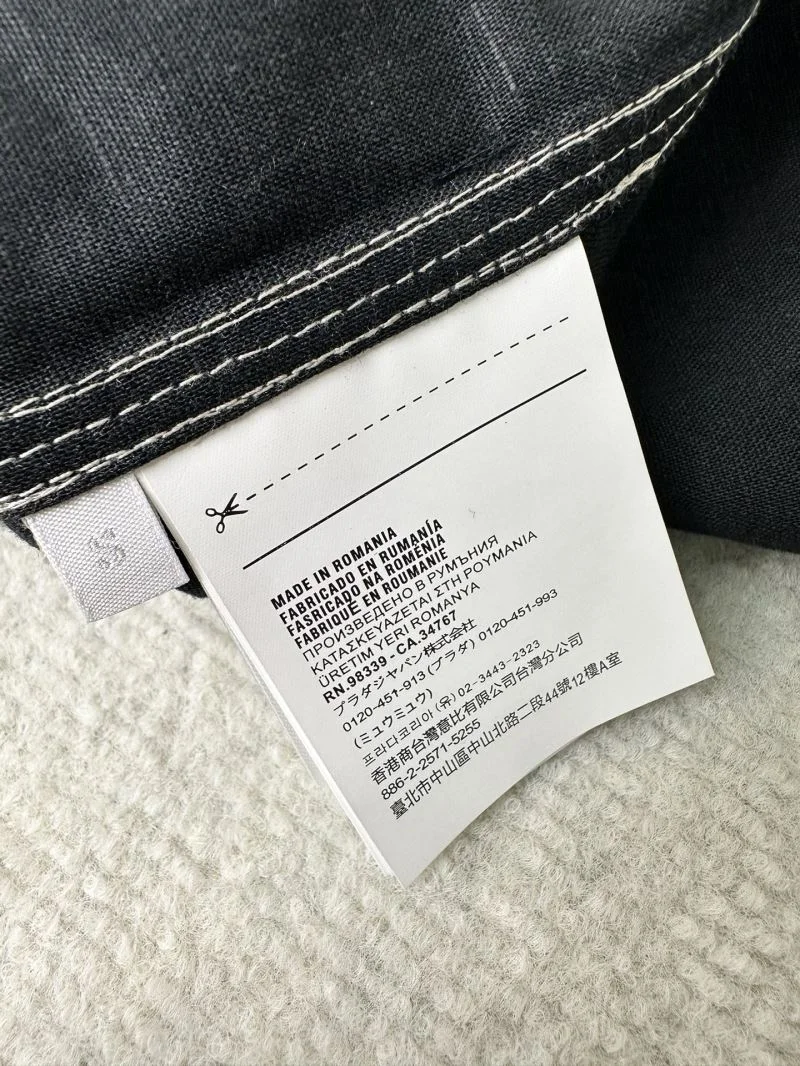 S
MADE IN ROMANIA
FABRICADO EN RUMANÍA
FASRICADO NA ROMÉNIA
FABRIQUÉ EN ROUMANIE
ПРОИЗВЕДЕНО В РУМЪНИЯ
ΚΑΤΑΣΚΕΥΑΖΕΤΑΙ ΣΤΗ ΡΟΥΜΑΝΙΑ
ÜRETIM YERI ROMANYA
RN.98339 - CA.34767
プラダジャパン株式会社
0120-451-913 (プラダ) 0120-451-993
(ミュウミュウ)
프라다코리아 (유) 02-3443-2323
香港商台灣意比有限公司台灣分公司
886-2-2571-5255
臺北市中山區中山北路二段44號12樓A室